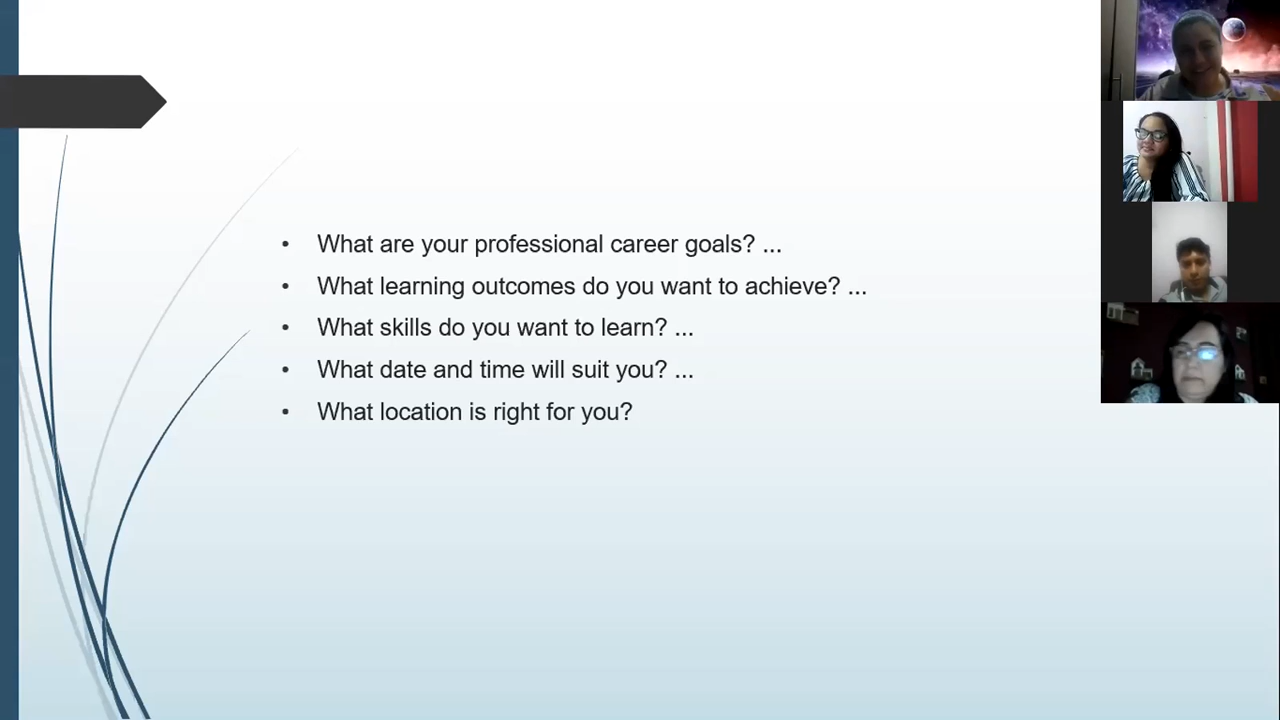 • What are your professional career goals? ...
• What learning outcomes do you want to achieve? ...
• What skills do you want to learn? ...
• What date and time will suit you? ...
• What location is right for you?